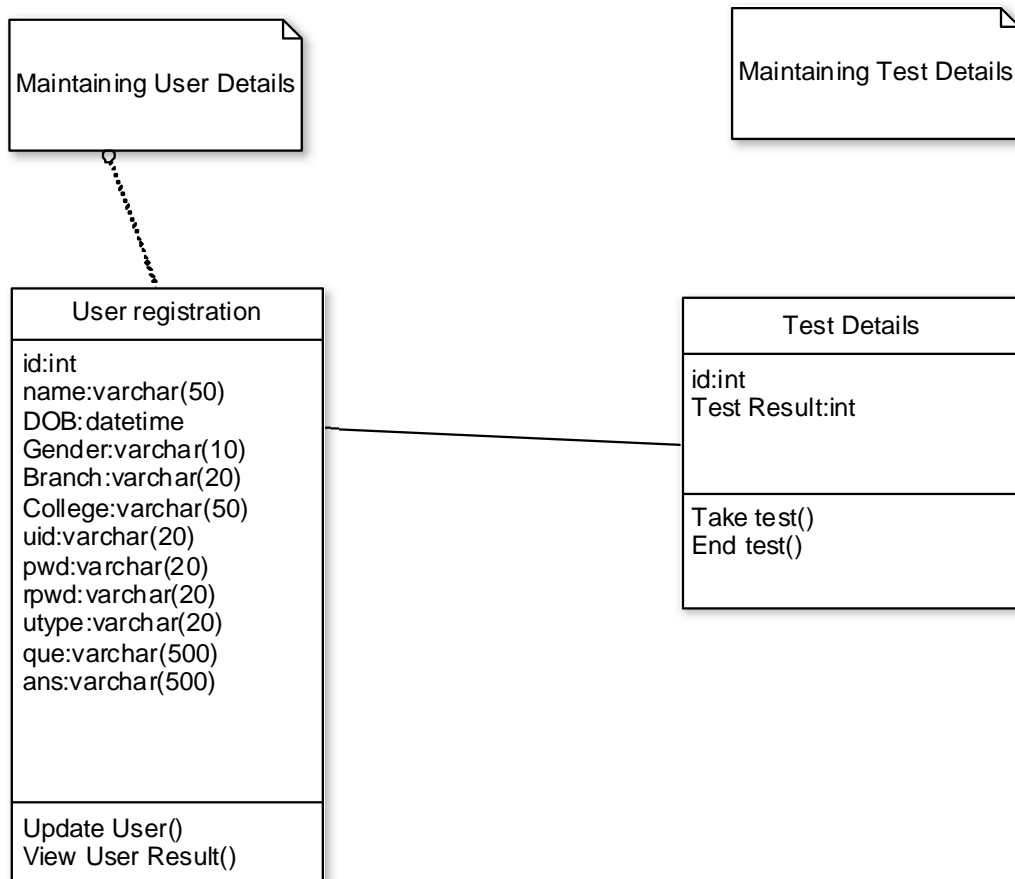 Maintaining User Details
Maintaining Test Details
User registration
id:int
name:varchar(50)
DOB:datetime
Gender:varchar(10)
Branch:varchar(20)
College:varchar(50)
uid:varchar(20)
pwd:varchar(20)
rpwd:varchar(20)
utype:varchar(20)
que:varchar(500)
ans:varchar(500)
Update User()
View User Result()
Test Details
id:int
Test Result:int
Take test()
End test()